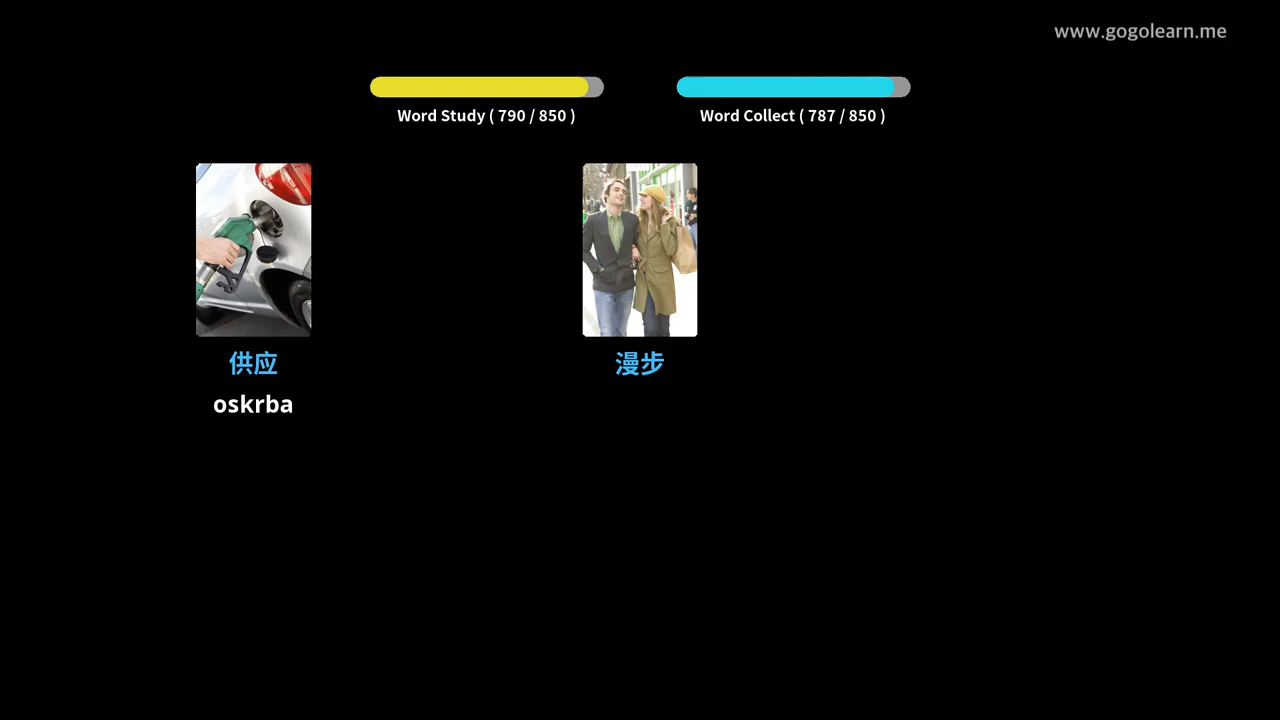 www.gogolearn.me
Word Study ( 790 / 850 )
Word Collect ( 787 / 850 )
供应
漫步
oskrba